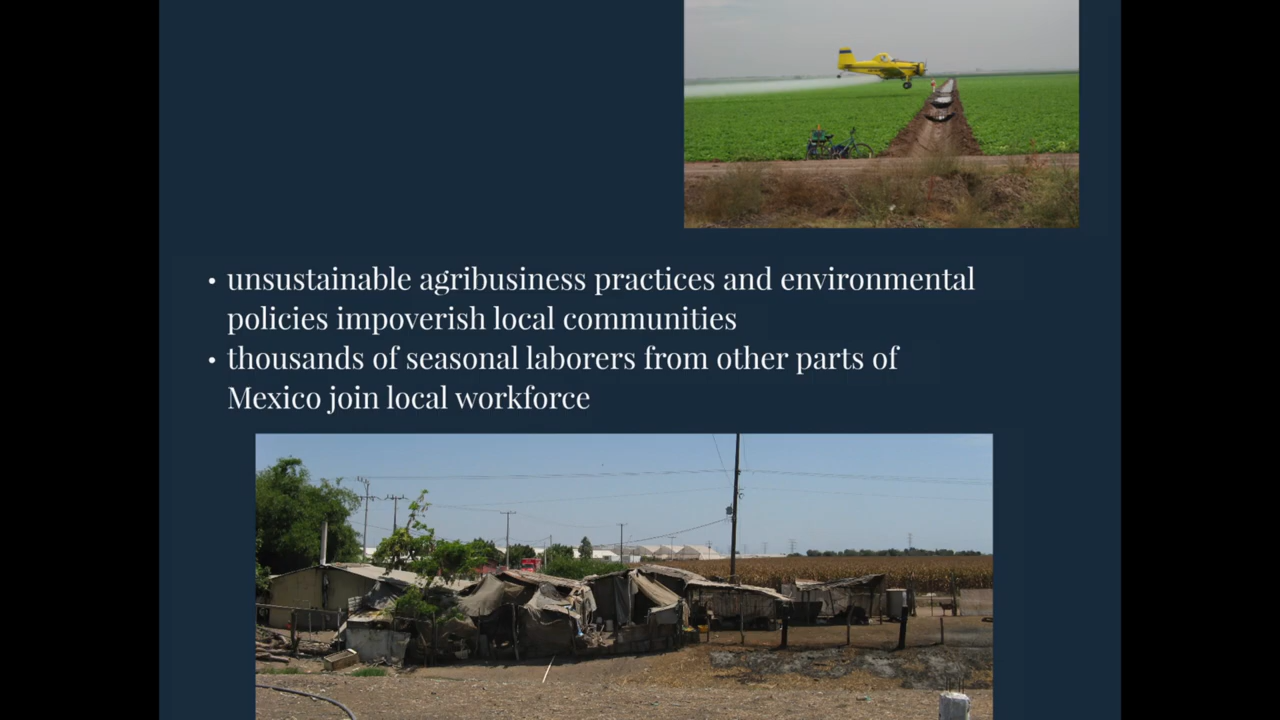 • unsustainable agribusiness practices and environmental
policies impoverish local communities
• thousands of seasonal laborers from other parts of
Mexico join local workforce